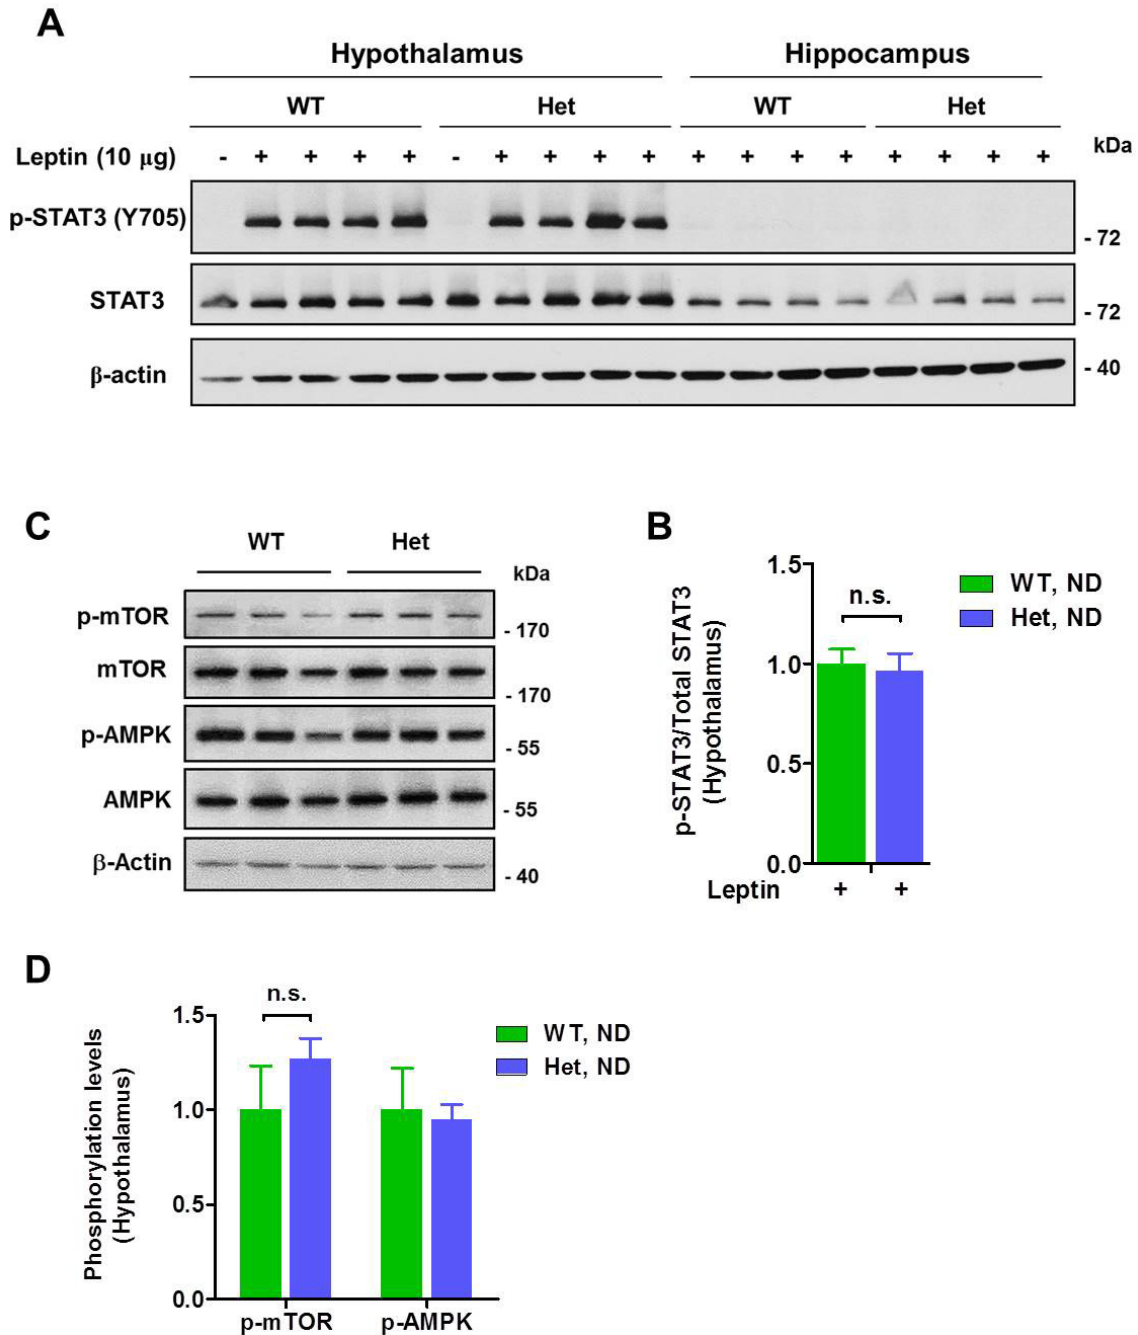 A
Hypothalamus Hippocampus
WT Het WT Het
kDa
Leptin (10 μg) - + + + + - + + + + + + + + + + + +
p-STAT3 (Y705)
- 72
STAT3
- 72
β-actin
- 40
C
WT Het
kDa
p-mTOR
- 170
mTOR
- 170
p-AMPK
- 55
AMPK
- 55
β-Actin
- 40
B
p-STAT3/Total STAT3
(Hypothalamus)
1.5
1.0
0.5
0.0
n.s.
WT, ND
Het, ND
Leptin + +
D
Phosphorylation levels
(Hypothalamus)
1.5
1.0
0.5
0.0
n.s.
WT, ND
Het, ND
p-mTOR p-AMPK